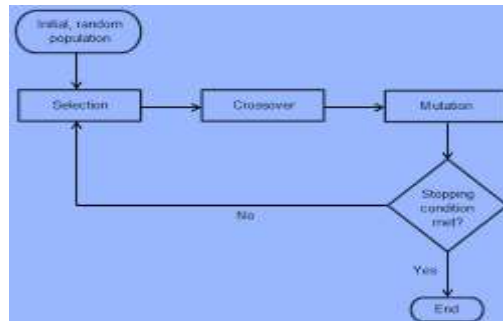 Initial, random
population
Selection
Crossover
Mutation
Stopping
condition
met?
No
Yes
End